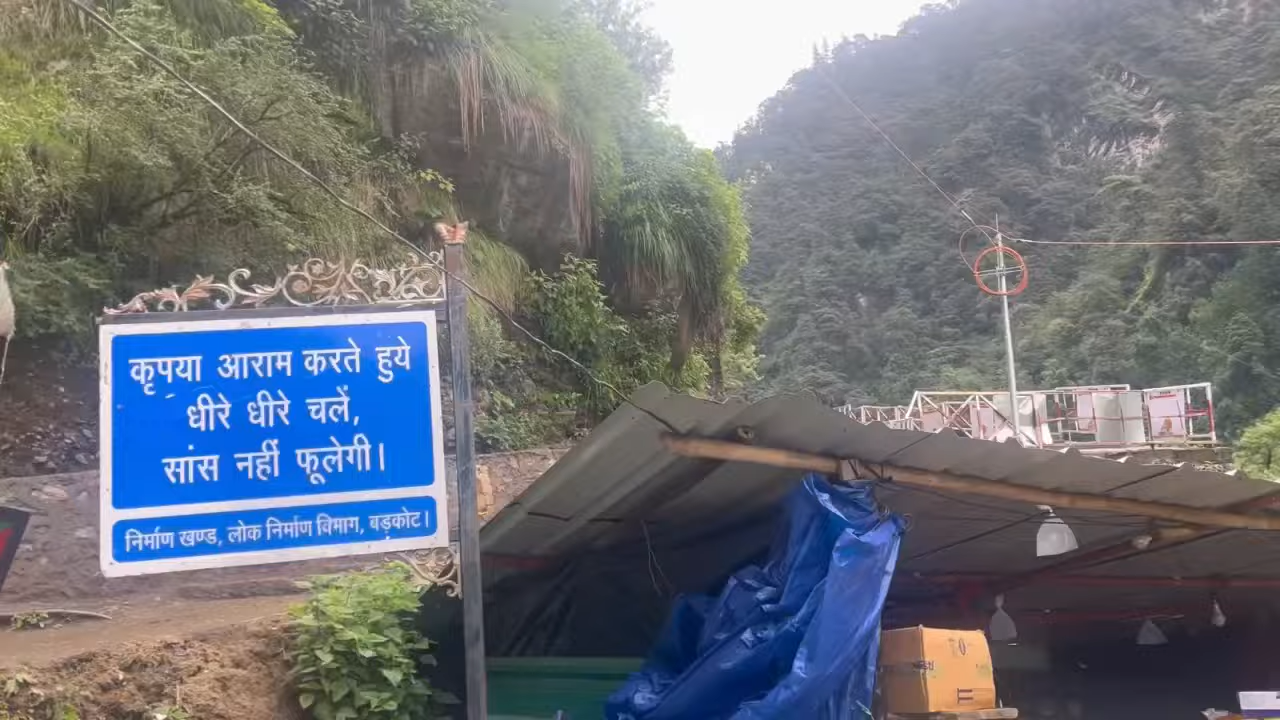 कृपया आराम करते हुये
धीरे धीरे चलें,
सांस नहीं फूलेगी।
निर्माण खण्ड, लोक निर्माण विभाग, बड़कोट।